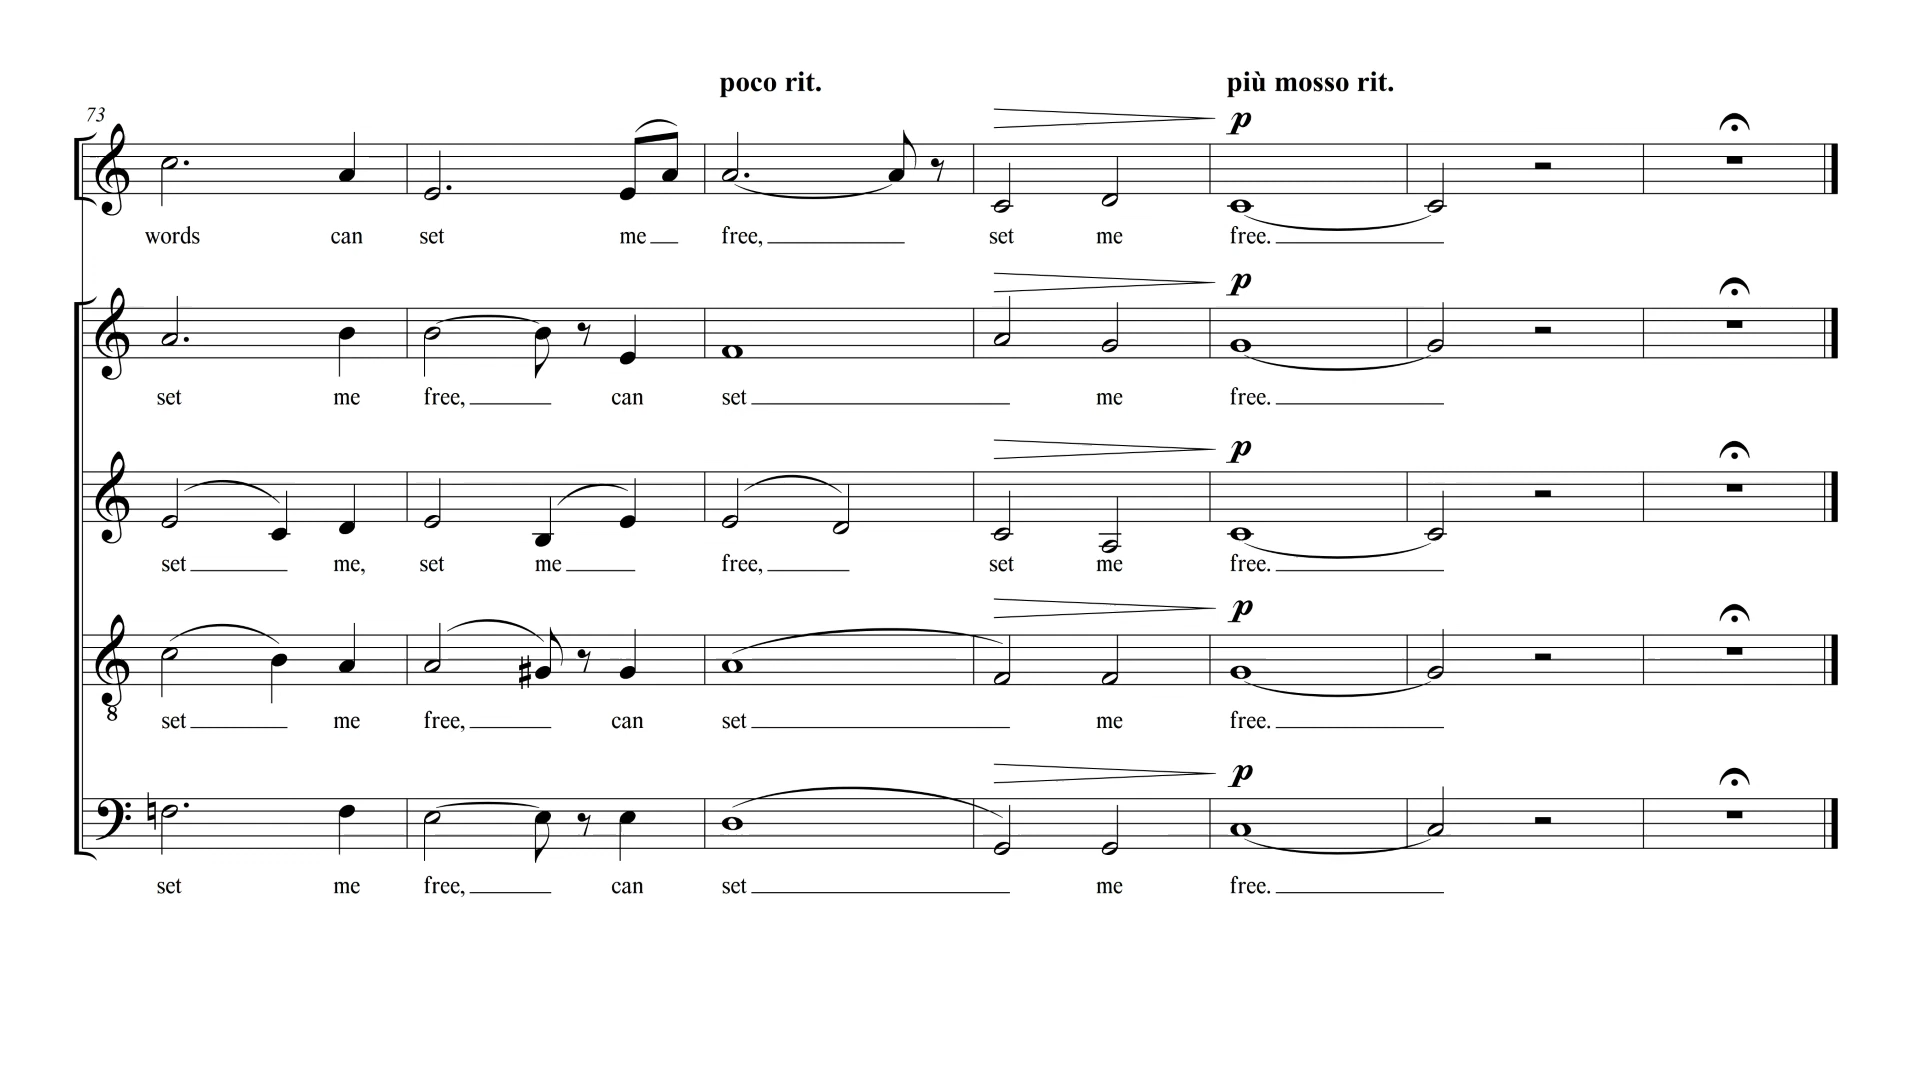 poco rit. più mosso rit.
73
p
words can set me free, set me free.
p
set me free, can set me free.
p
set me, set me free, set me free.
p
8
set me free, can set me free.
p
set me free, can set me free.